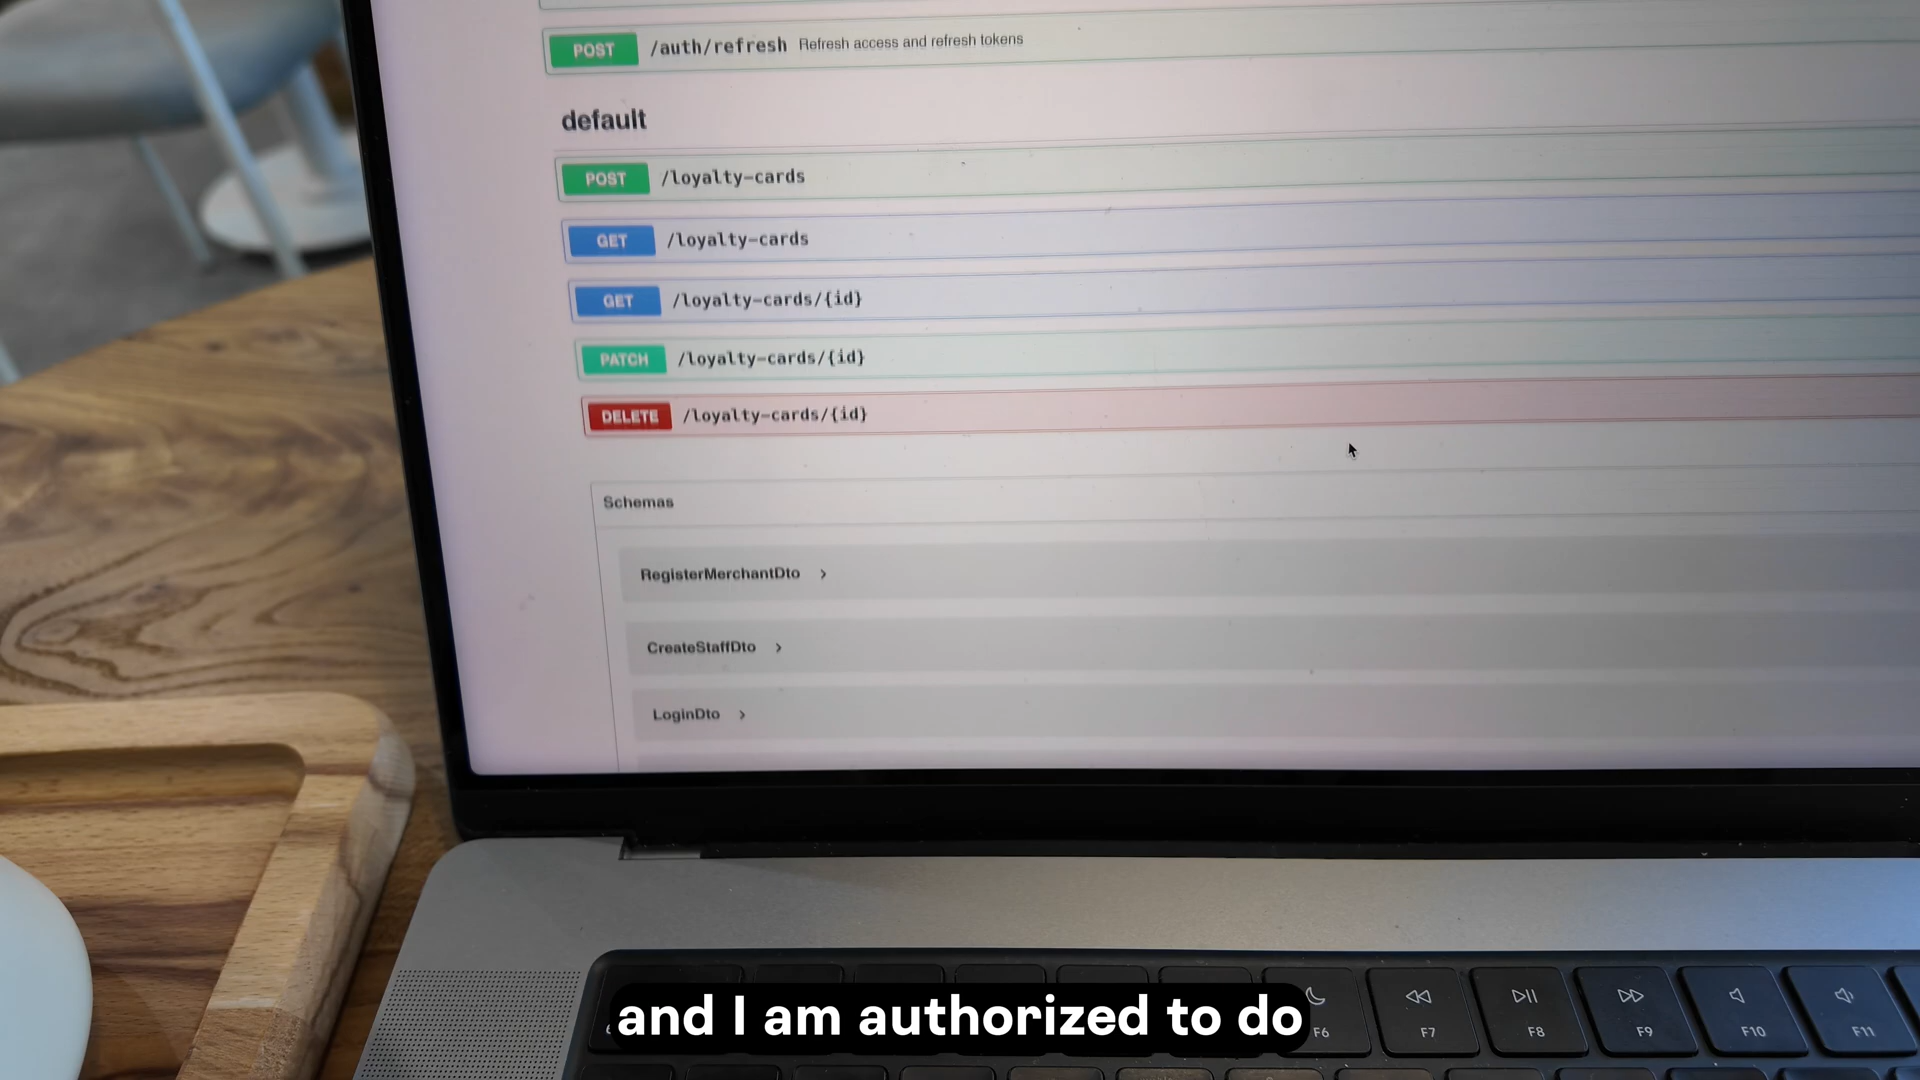 POST /auth/refresh Refresh access and refresh tokens
default
POST /loyalty-cards
GET /loyalty-cards
GET /loyalty-cards/{id}
PATCH /loyalty-cards/{id}
DELETE /loyalty-cards/{id}
Schemas
RegisterMerchantDto
CreateStaffDto
LoginDto
and I am authorized to do
F6 F7 F8 F9 F10 F11